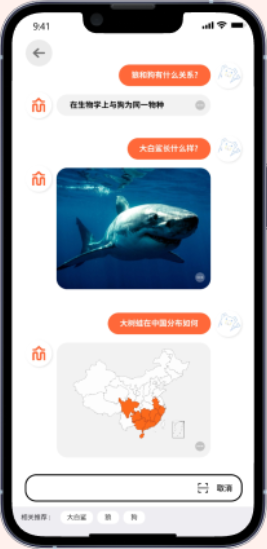 9:41
狼和狗有什么关系?
在生物学上与狗为同一物种
大白鲨长什么样?
大树蛙在中国分布如何
取消
相关推荐: 大白鲨 狼 狗